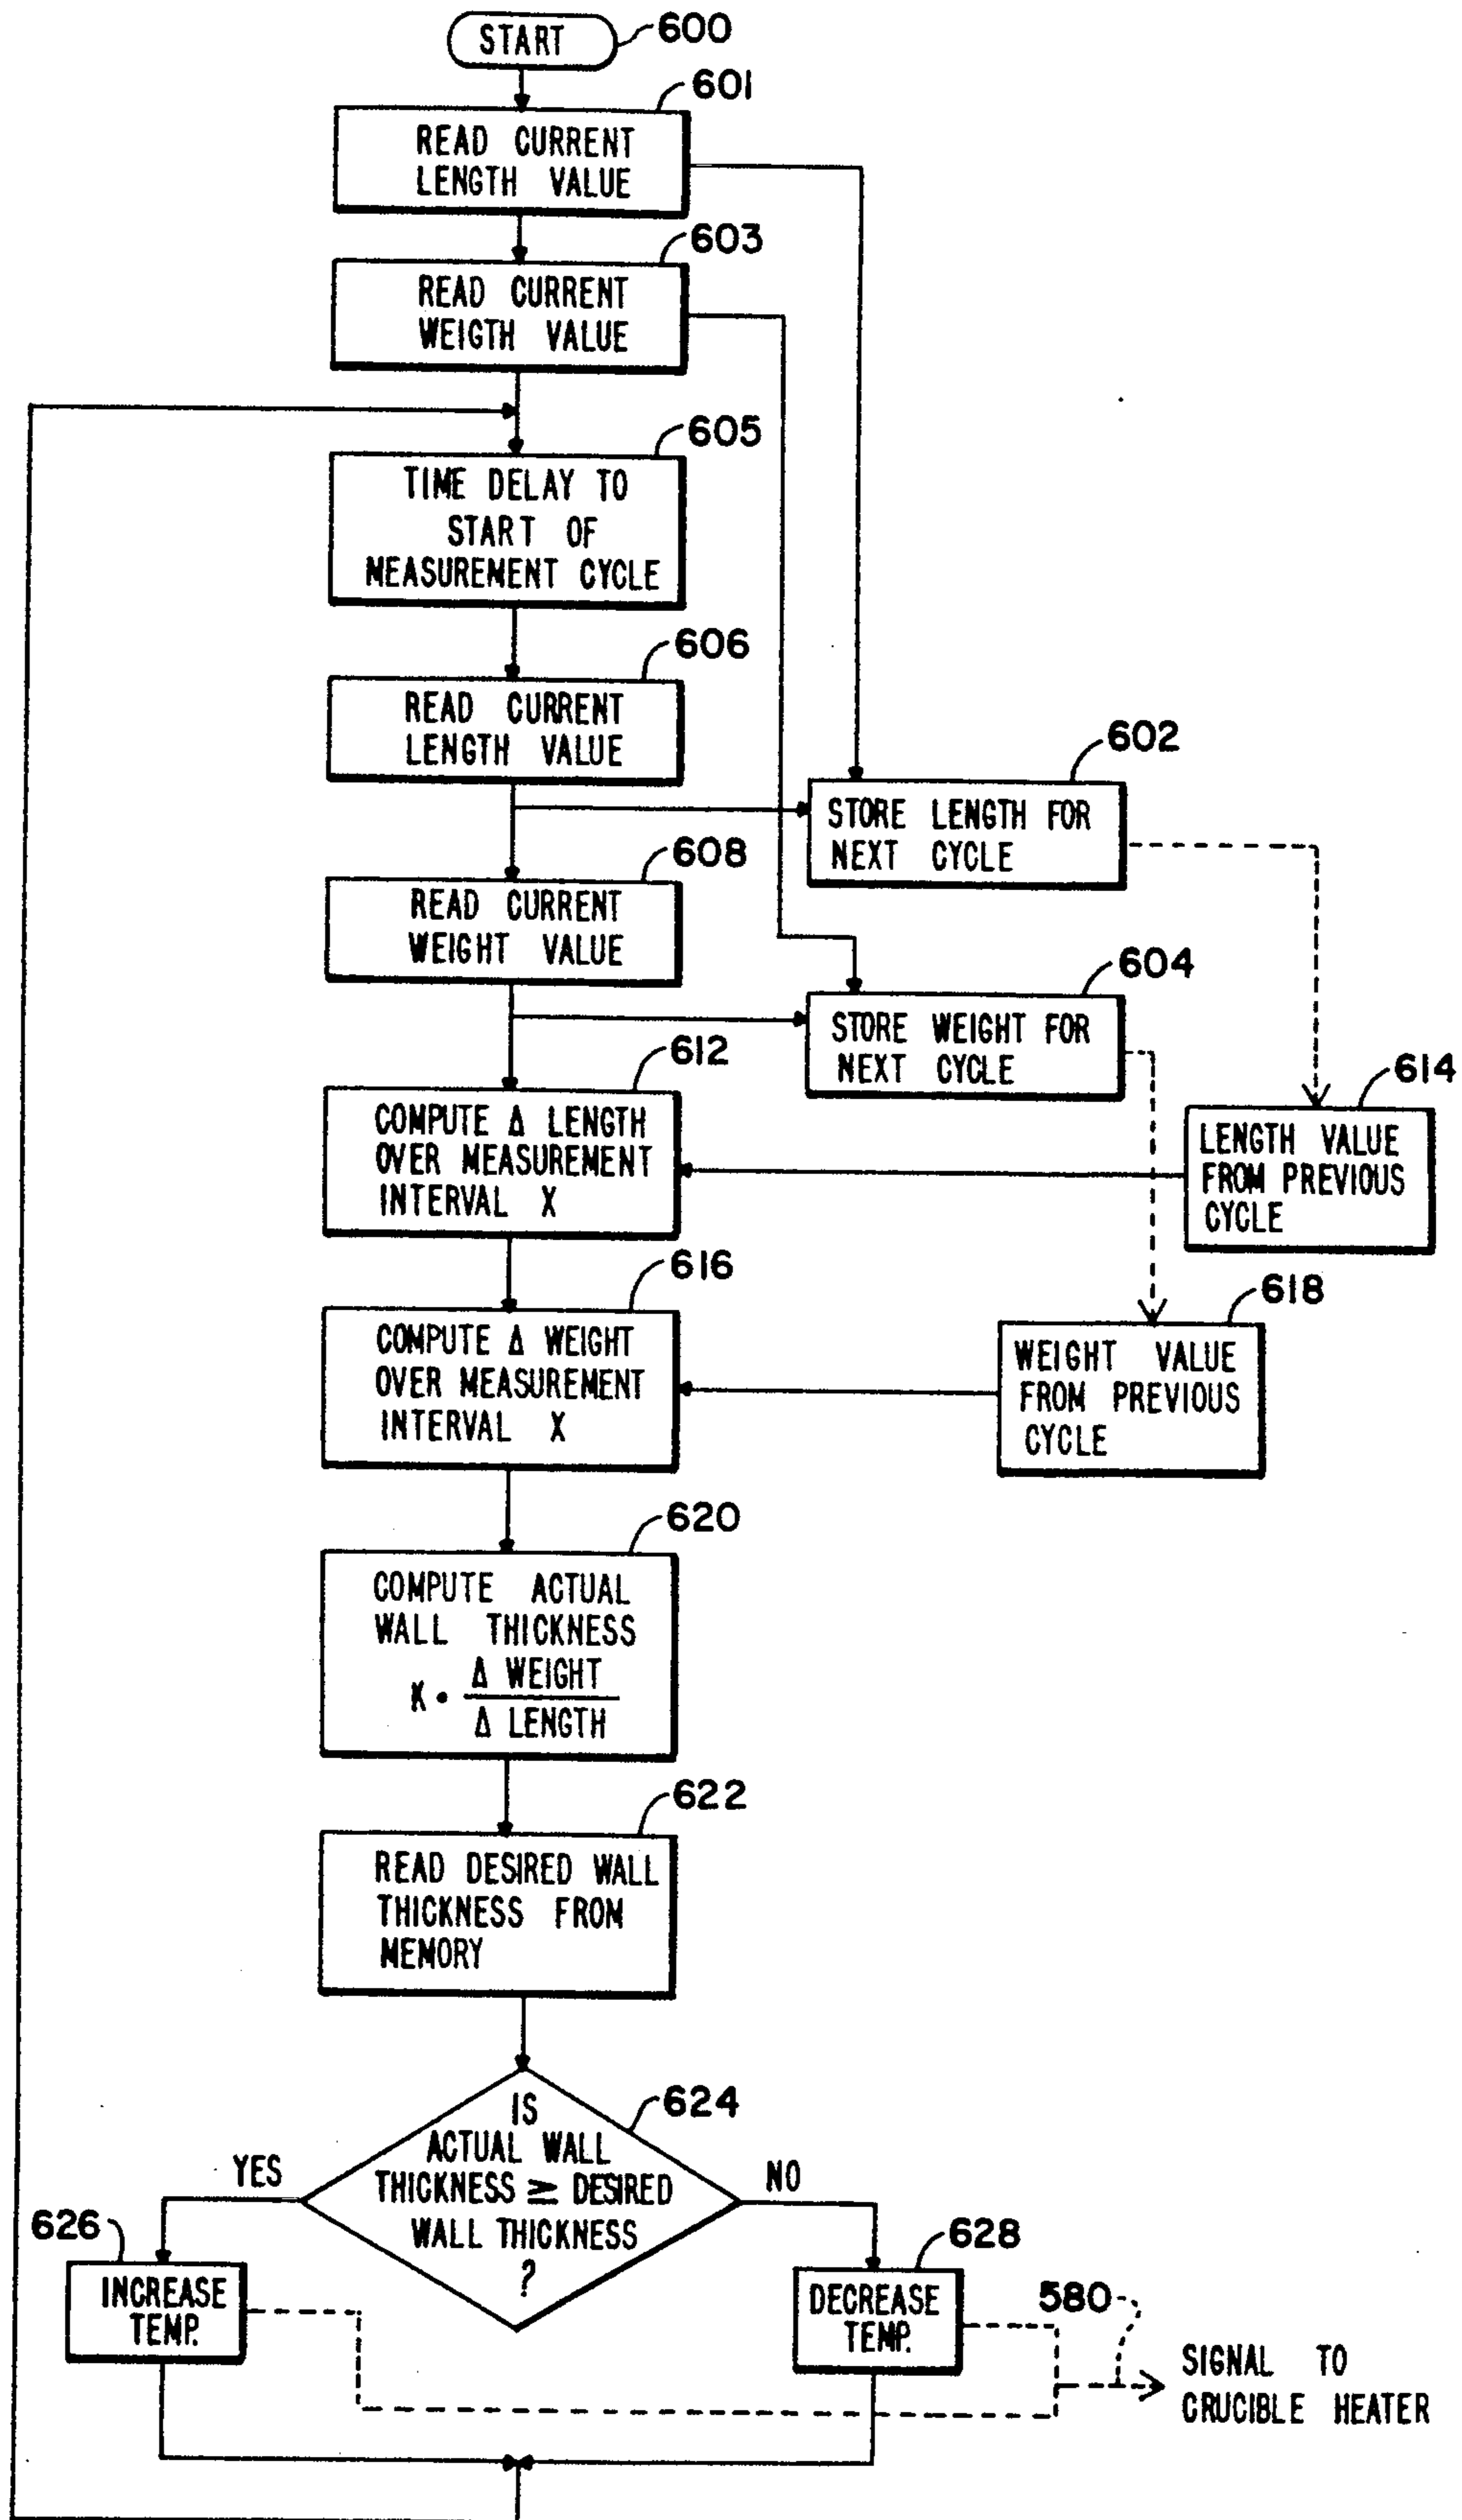 START
600
601
READ CURRENT
LENGTH VALUE
603
READ CURRENT
WEIGTH VALUE
605
TIME DELAY TO
START OF
MEASUREMENT CYCLE
606
READ CURRENT
LENGTH VALUE
602
STORE LENGTH FOR
NEXT CYCLE
608
READ CURRENT
WEIGHT VALUE
604
STORE WEIGHT FOR
NEXT CYCLE
612
COMPUTE Δ LENGTH
OVER MEASUREMENT
INTERVAL X
614
LENGTH VALUE
FROM PREVIOUS
CYCLE
616
COMPUTE Δ WEIGHT
OVER MEASUREMENT
INTERVAL X
618
WEIGHT VALUE
FROM PREVIOUS
CYCLE
620
COMPUTE ACTUAL
WALL THICKNESS
K • Δ WEIGHT
Δ LENGTH
622
READ DESIRED WALL
THICKNESS FROM
MEMORY
624
IS
ACTUAL WALL
THICKNESS ≥ DESIRED
WALL THICKNESS
?
YES
NO
626
INCREASE
TEMP.
628
DECREASE
TEMP.
580
SIGNAL TO
CRUCIBLE HEATER